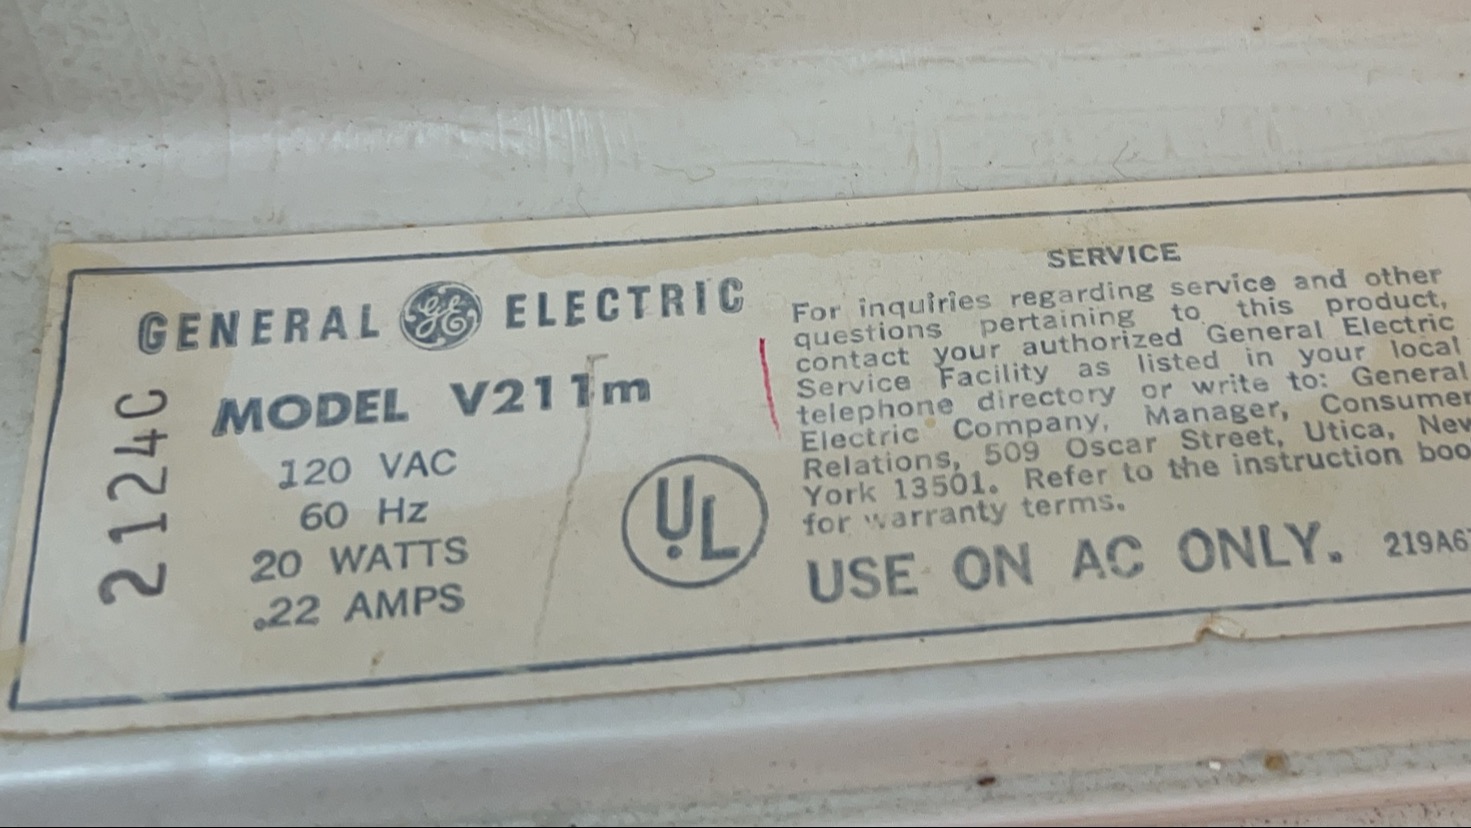 GENERAL GE ELECTRIC
MODEL V211m
120 VAC
60 Hz
20 WATTS
.22 AMPS
21124C
UL
SERVICE
For inquiries regarding service and other
questions pertaining to this product,
contact your authorized General Electric
Service Facility as listed in your local
telephone directory or write to: General
Electric Company, Manager, Consumer
Relations, 509 Oscar Street, Utica, New
York 13501. Refer to the instruction boo
for warranty terms.
USE ON AC ONLY. 219A6